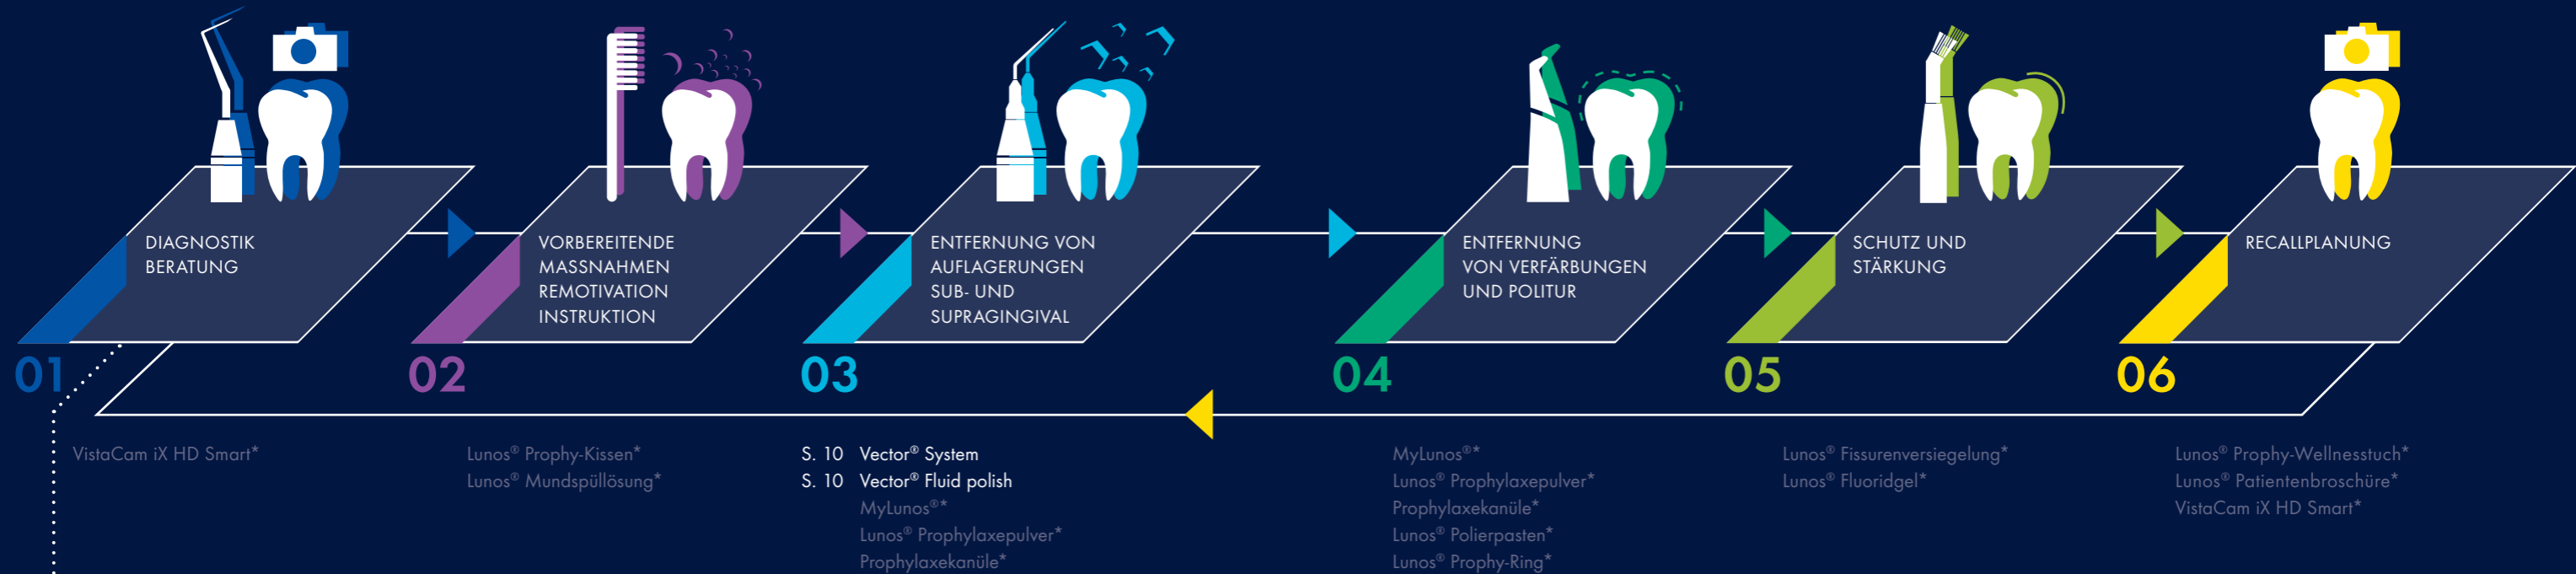 DIAGNOSTIK
BERATUNG
VORBEREITENDE
MASSNAHMEN
REMOTIVATION
INSTRUKTION
ENTFERNUNG VON
AUFLAGERUNGEN
SUB- UND
SUPRAGINGIVAL
ENTFERNUNG
VON VERFÄRBUNGEN
UND POLITUR
SCHUTZ UND
STÄRKUNG
RECALLPLANUNG
01
02
03
04
05
06
VistaCam iX HD Smart*
Lunos® Prophy-Kissen*
Lunos® Mundspüllösung*
S. 10 Vector® System
S. 10 Vector® Fluid polish
MyLunos®*
Lunos® Prophylaxepulver*
Prophylaxekanüle*
MyLunos®*
Lunos® Prophylaxepulver*
Prophylaxekanüle*
Lunos® Polierpasten*
Lunos® Prophy-Ring*
Lunos® Fissurenversiegelung*
Lunos® Fluoridgel*
Lunos® Prophy-Wellnesstuch*
Lunos® Patientenbroschüre*
VistaCam iX HD Smart*